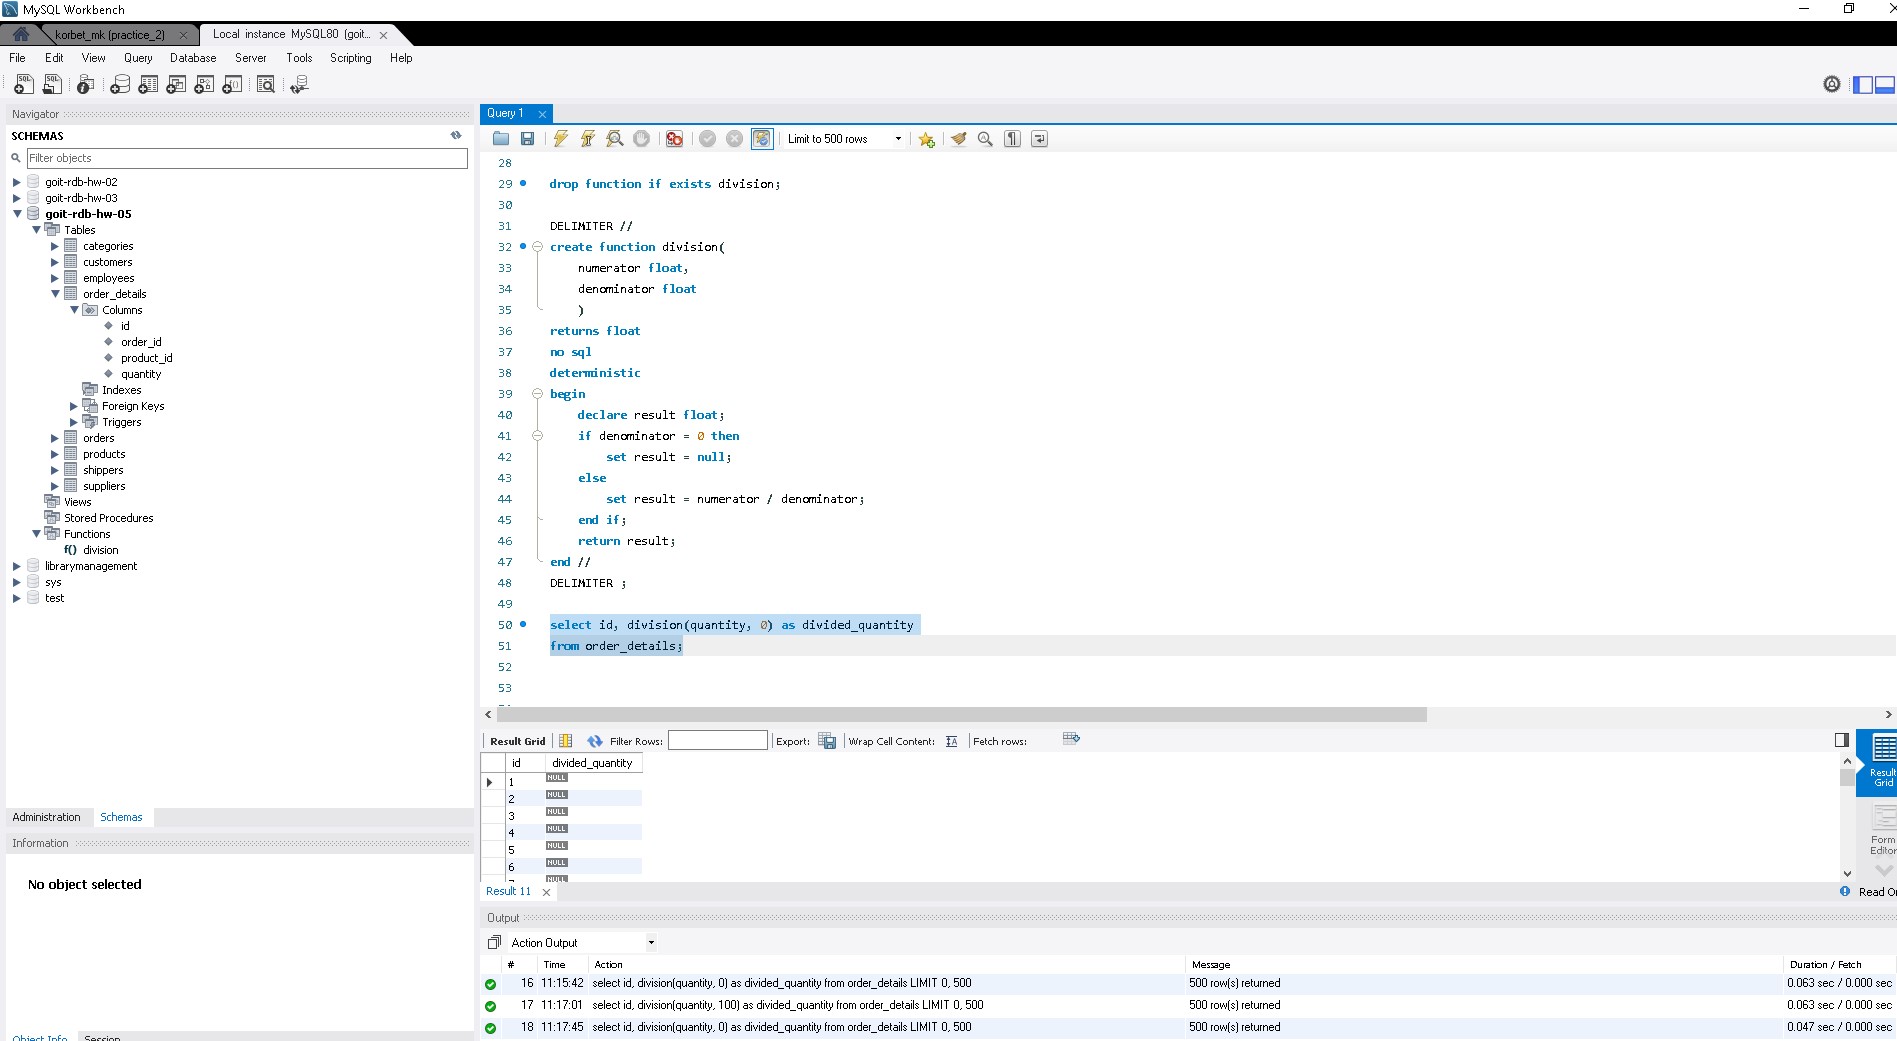 MySQL Workbench
korbet_mk (practice_2)
Local instance MySQL80 (goit...
File Edit View Query Database Server Tools Scripting Help
Navigator
SCHEMAS
Filter objects
goit-rdb-hw-02
goit-rdb-hw-03
goit-rdb-hw-05
Tables
categories
customers
employees
order_details
Columns
id
order_id
product_id
quantity
Indexes
Foreign Keys
Triggers
orders
products
shippers
suppliers
Views
Stored Procedures
Functions
f() division
librarymanagement
sys
test
Administration Schemas
Information
No object selected
Object Info Session
Query 1
Limit to 500 rows
28
29 drop function if exists division;
30
31 DELIMITER //
32 create function division(
33 numerator float,
34 denominator float
35 )
36 returns float
37 no sql
38 deterministic
39 begin
40 declare result float;
41 if denominator = 0 then
42 set result = null;
43 else
44 set result = numerator / denominator;
45 end if;
46 return result;
47 end //
48 DELIMITER ;
49
50 select id, division(quantity, 0) as divided_quantity
51 from order_details;
52
53
Result Grid Filter Rows: Export: Wrap Cell Content: Fetch rows:
id divided_quantity
1 NULL
2 NULL
3 NULL
4 NULL
5 NULL
6 NULL
NULL
Result Grid
Form Editor
Result 11
Read O
Output
Action Output
# Time Action Message Duration / Fetch
16 11:15:42 select id, division(quantity, 0) as divided_quantity from order_details LIMIT 0, 500 500 row(s) returned 0.063 sec / 0.000 sec
17 11:17:01 select id, division(quantity, 100) as divided_quantity from order_details LIMIT 0, 500 500 row(s) returned 0.063 sec / 0.000 sec
18 11:17:45 select id, division(quantity, 0) as divided_quantity from order_details LIMIT 0, 500 500 row(s) returned 0.047 sec / 0.000 sec